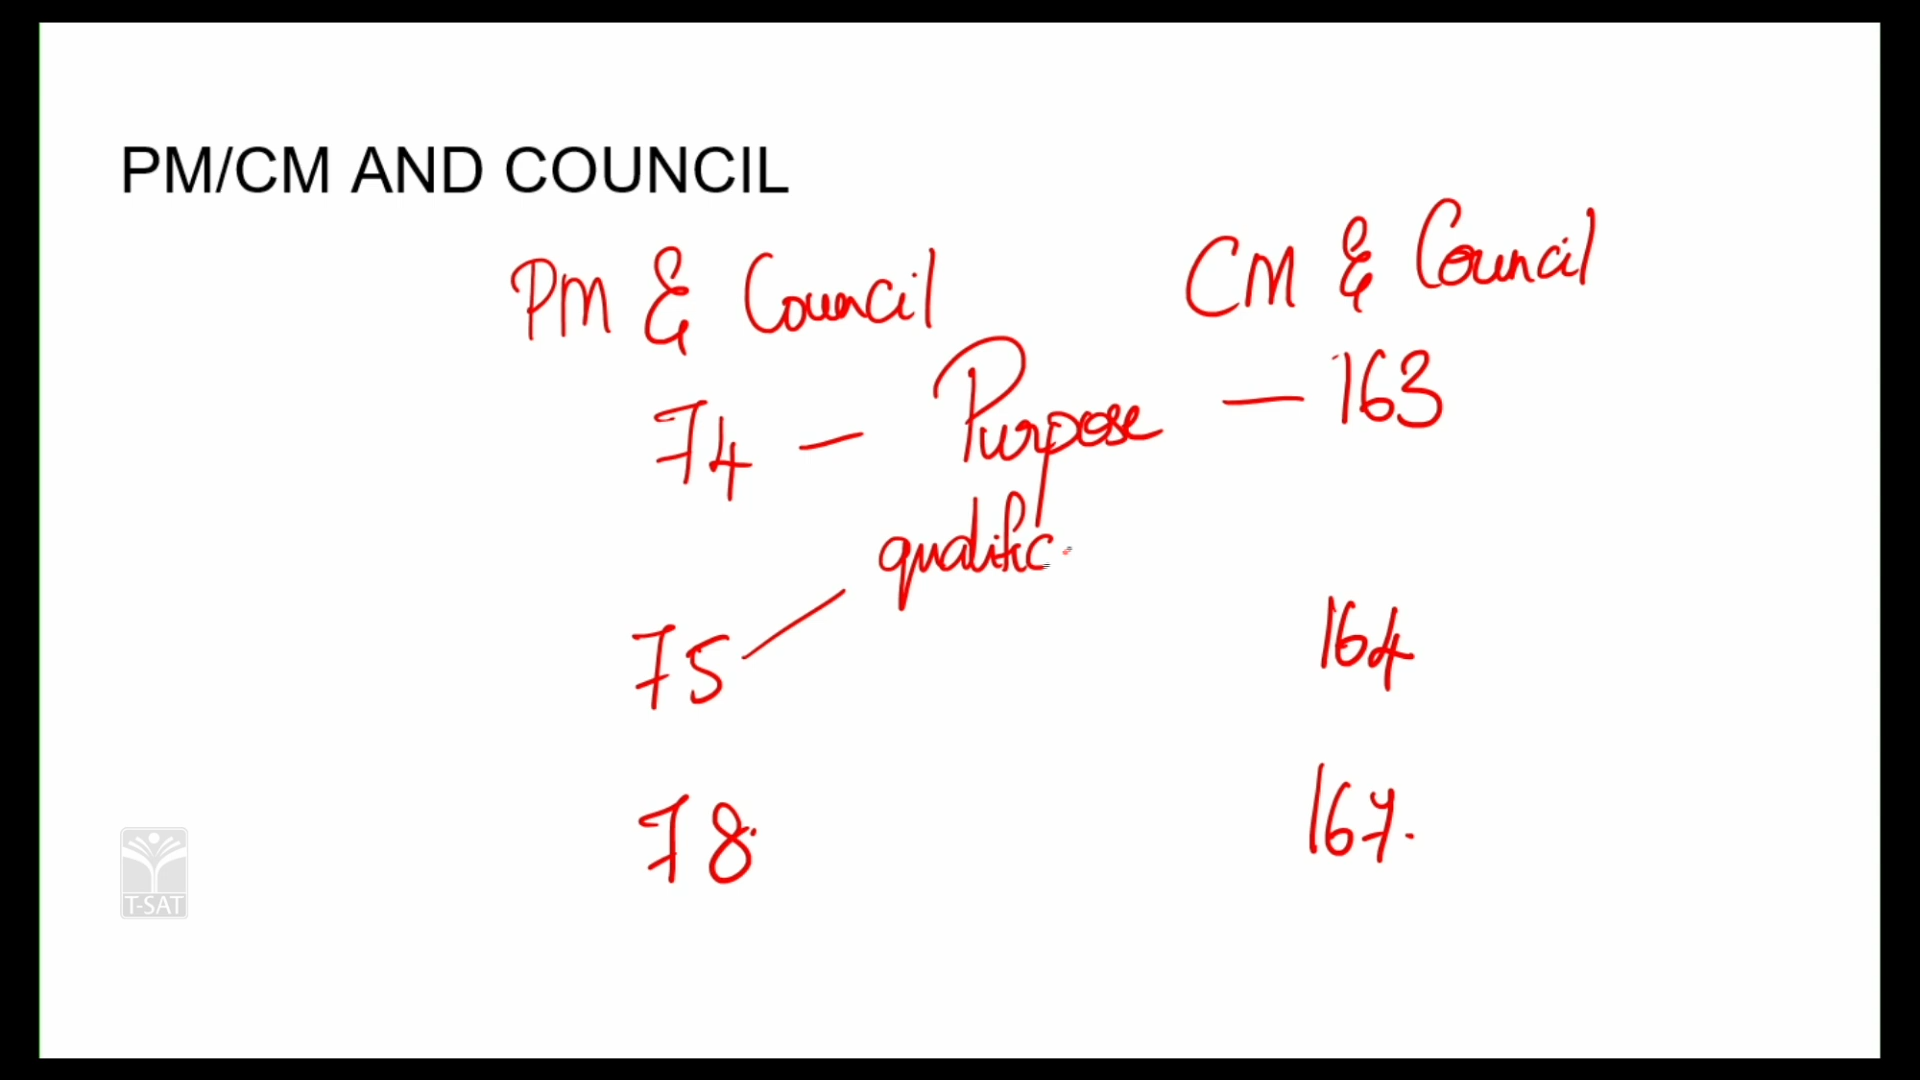 PM/CM AND COUNCIL
PM & Council
CM & Council
74 — Purpose — 163
qualific
75
164
78
167
T-SAT